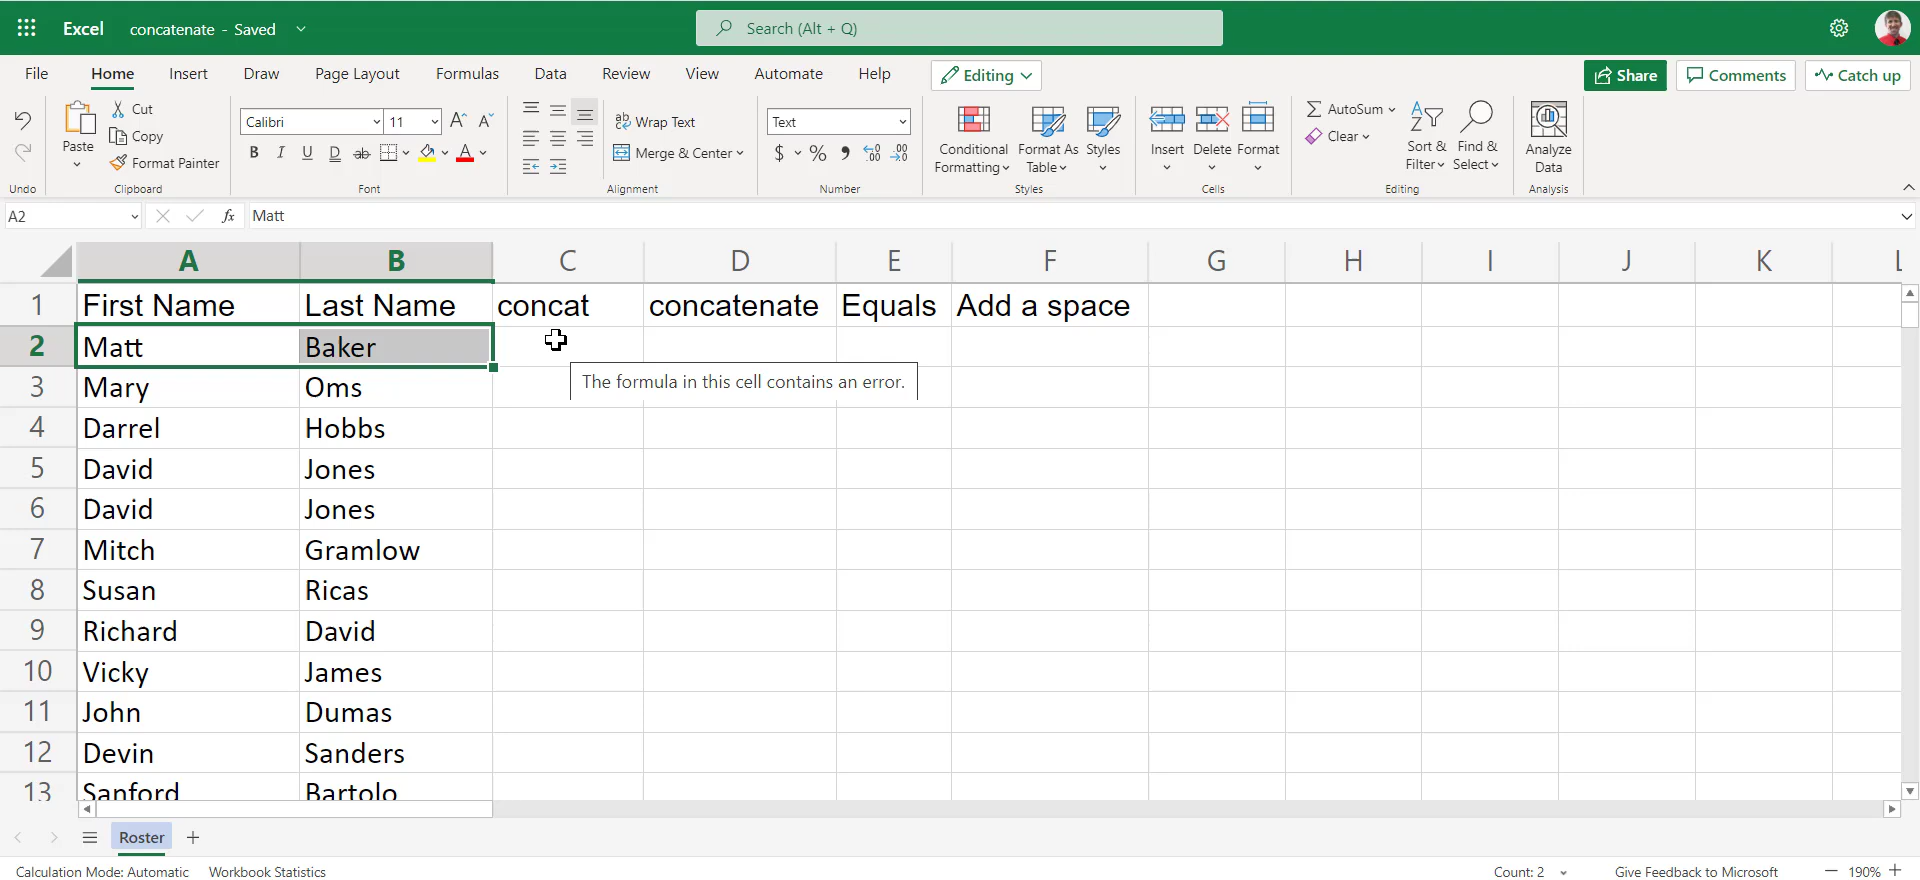 Excel concatenate - Saved Search (Alt + Q)
File Home Insert Draw Page Layout Formulas Data Review View Automate Help Editing Share Comments Catch up
Cut
Copy
Format Painter
Paste
Undo
Clipboard
Calibri 11
B I U D ab A
Font
ab Wrap Text
Merge & Center
Alignment
Text
$ % 9 .00 .00
Number
Conditional Formatting
Format As Table
Styles
Styles
Insert Delete Format
Cells
AutoSum
Clear
Sort & Filter
Find & Select
Editing
Analyze Data
Analysis
A2 fx Matt
A B C D E F G H I J K L
1 First Name Last Name concat concatenate Equals Add a space
2 Matt Baker
The formula in this cell contains an error.
3 Mary Oms
4 Darrel Hobbs
5 David Jones
6 David Jones
7 Mitch Gramlow
8 Susan Ricas
9 Richard David
10 Vicky James
11 John Dumas
12 Devin Sanders
13 Sanford Bartolo
Roster
Calculation Mode: Automatic Workbook Statistics Count: 2 Give Feedback to Microsoft 190%